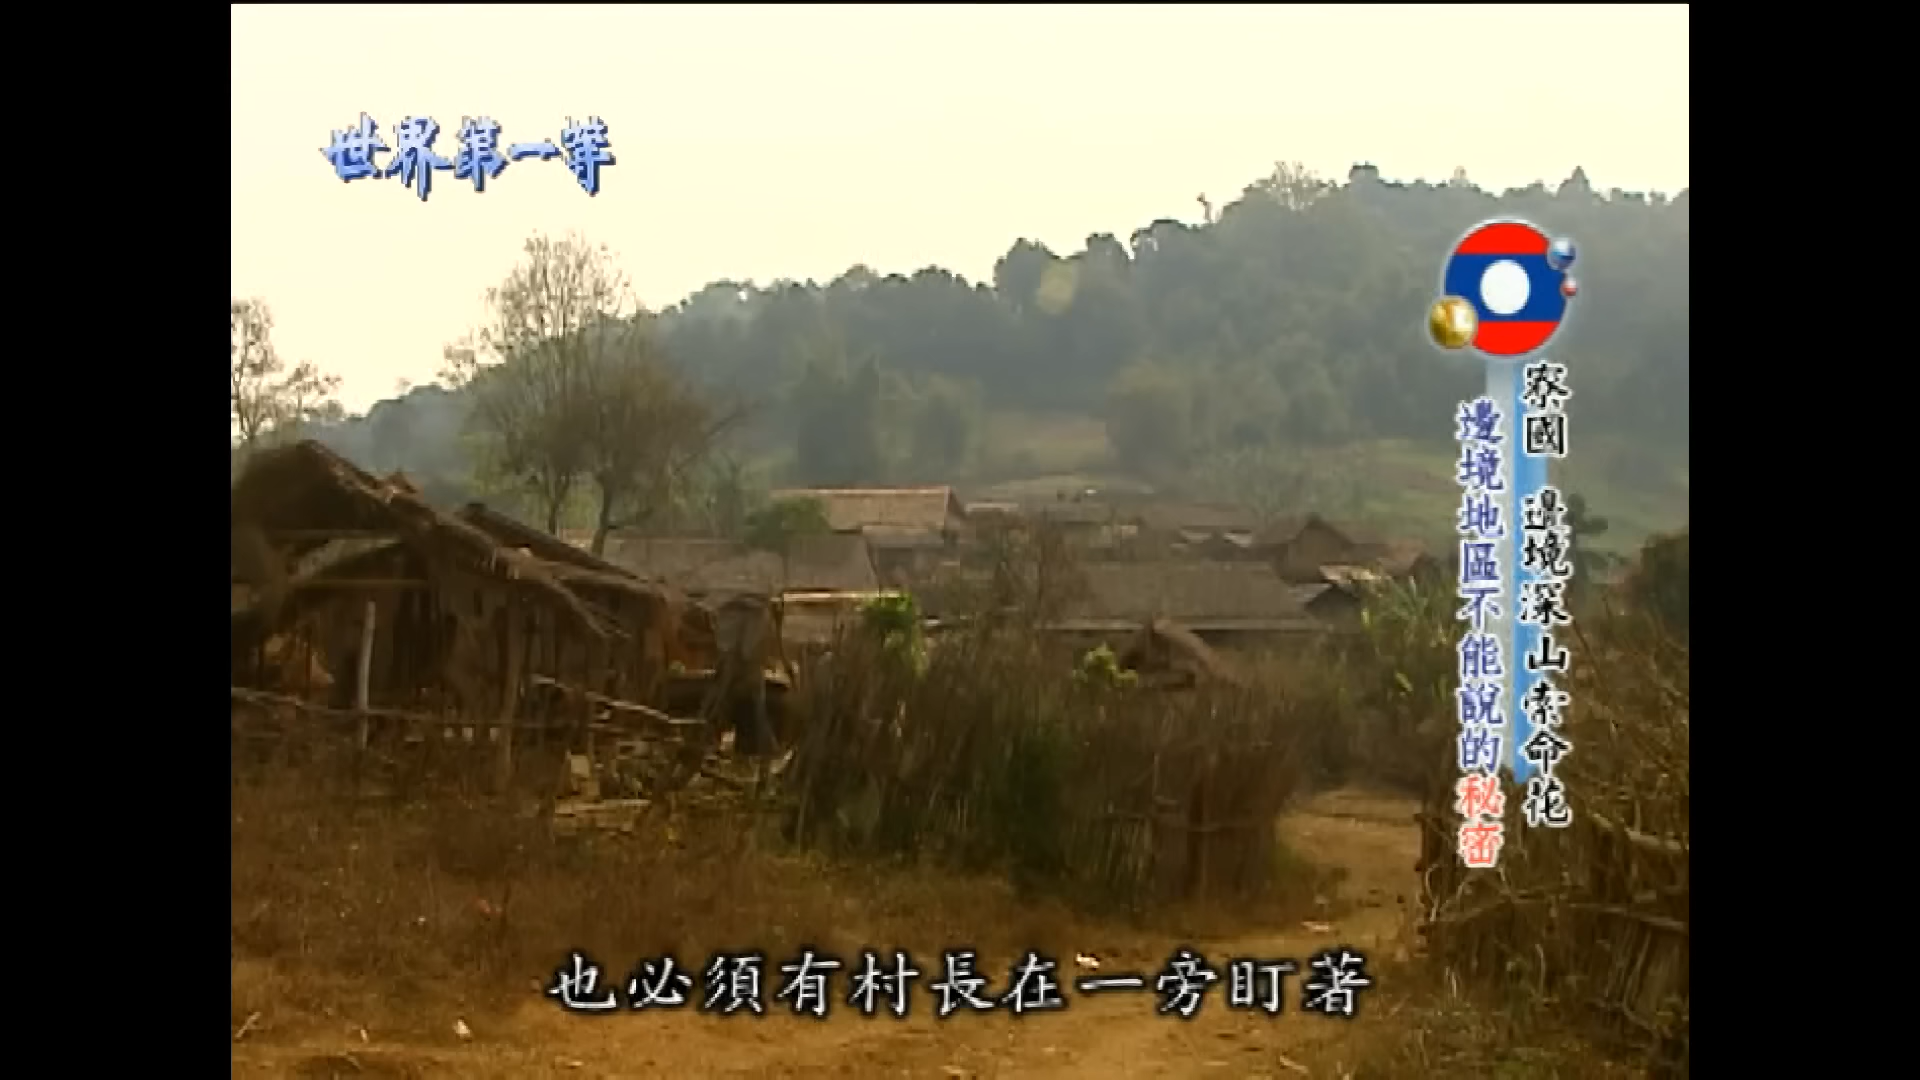 世界第一等
寮國 邊境深山索命花
邊境地區不能說的秘密
也必須有村長在一旁盯著